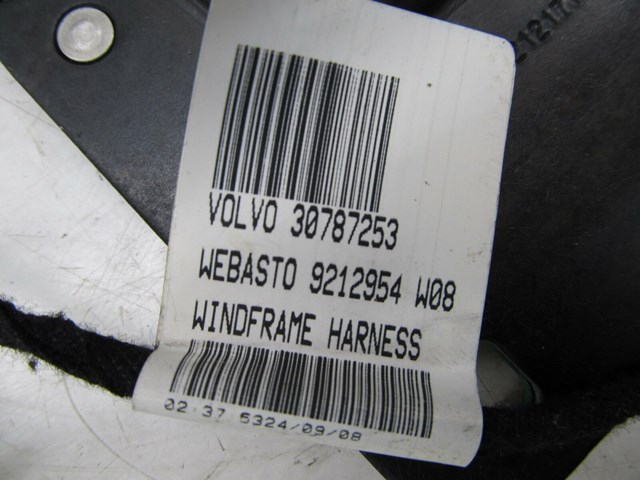 VOLVO 30787253
WEBASTO 9212954 W08
WINDFRAME HARNESS
02 37 5324/09/08